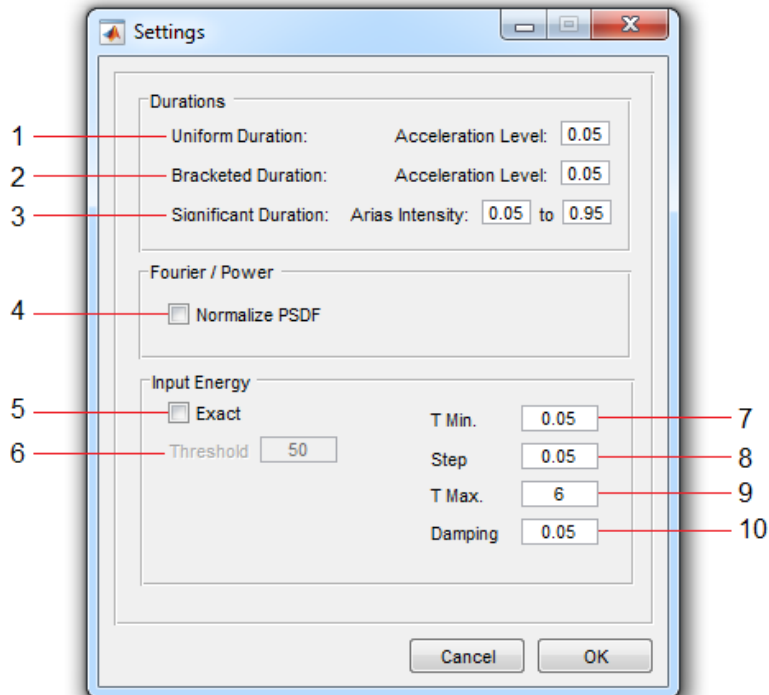 Settings
Durations
1 Uniform Duration: Acceleration Level: 0.05
2 Bracketed Duration: Acceleration Level: 0.05
3 Sionificant Duration: Arias Intensity: 0.05 to 0.95
Fourier / Power
4 Normalize PSDF
Input Energy
5 Exact T Min. 0.05 7
6 Threshold 50 Step 0.05 8
T Max. 6 9
Damping 0.05 10
Cancel OK